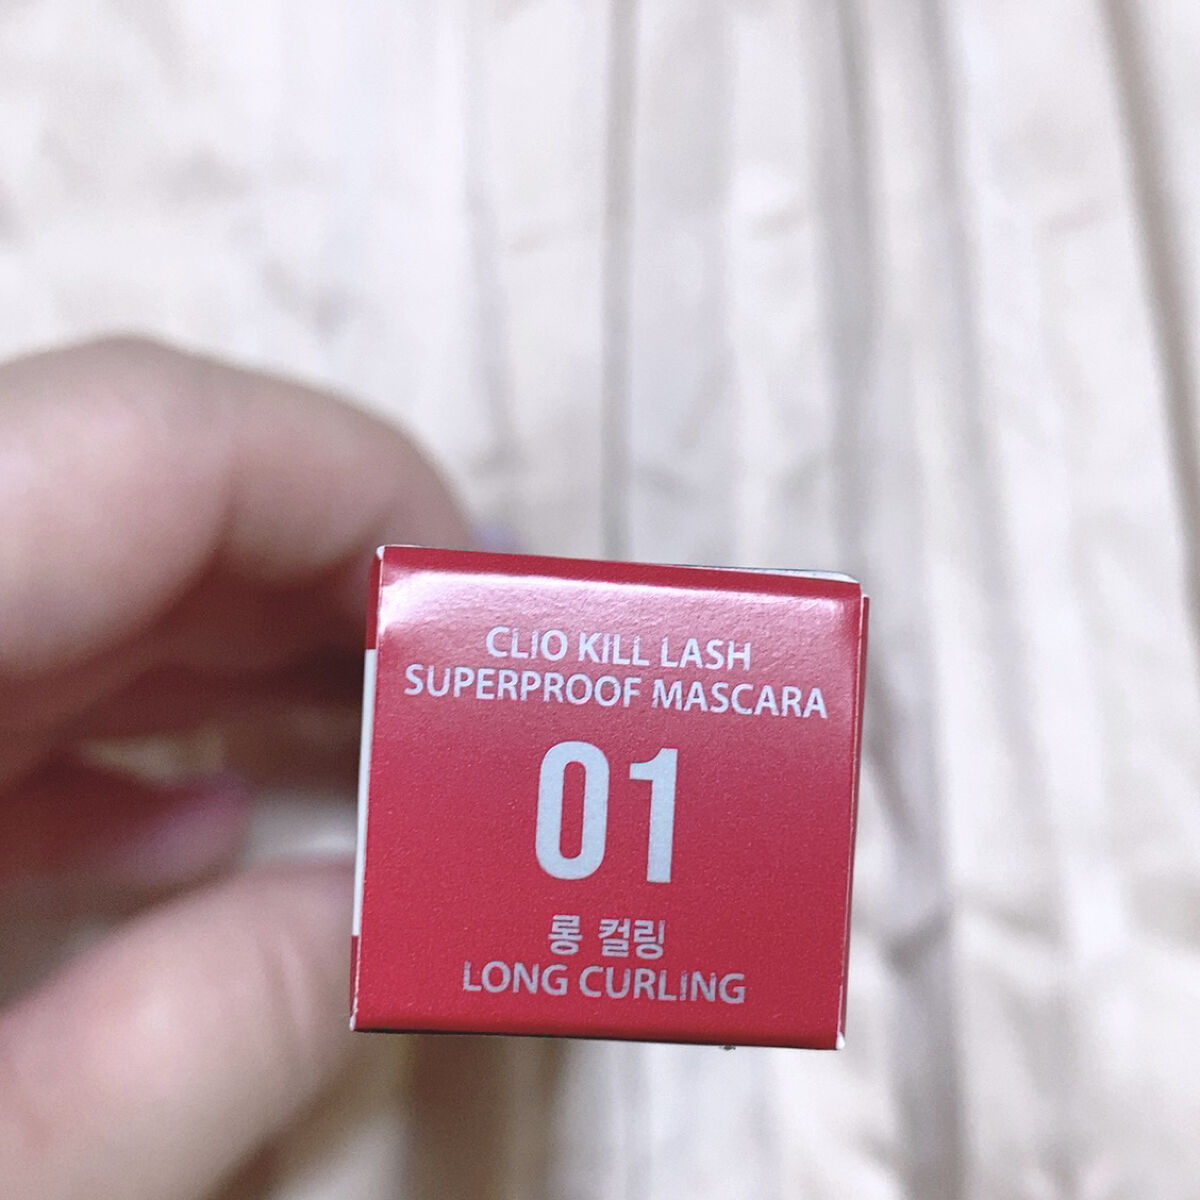 CLIO KILL LASH
SUPERPROOF MASCARA
01
롱 컬링
LONG CURLING